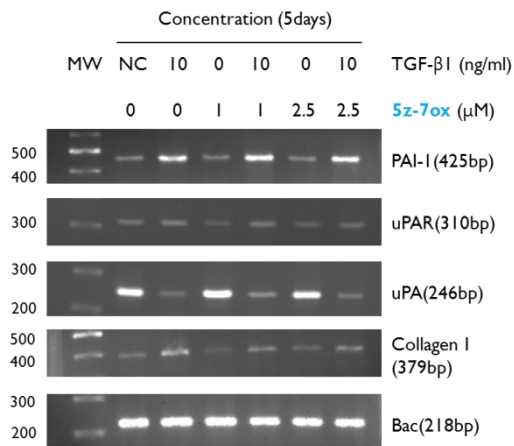 Concentration (5days)
MW NC 10 0 10 0 10 TGF-β1 (ng/ml)
0 0 1 1 2.5 2.5 5z-7ox (μM)
500
400
PAI-1(425bp)
300
uPAR(310bp)
300
200
uPA(246bp)
500
400
Collagen I
(379bp)
300
200
Bac(218bp)